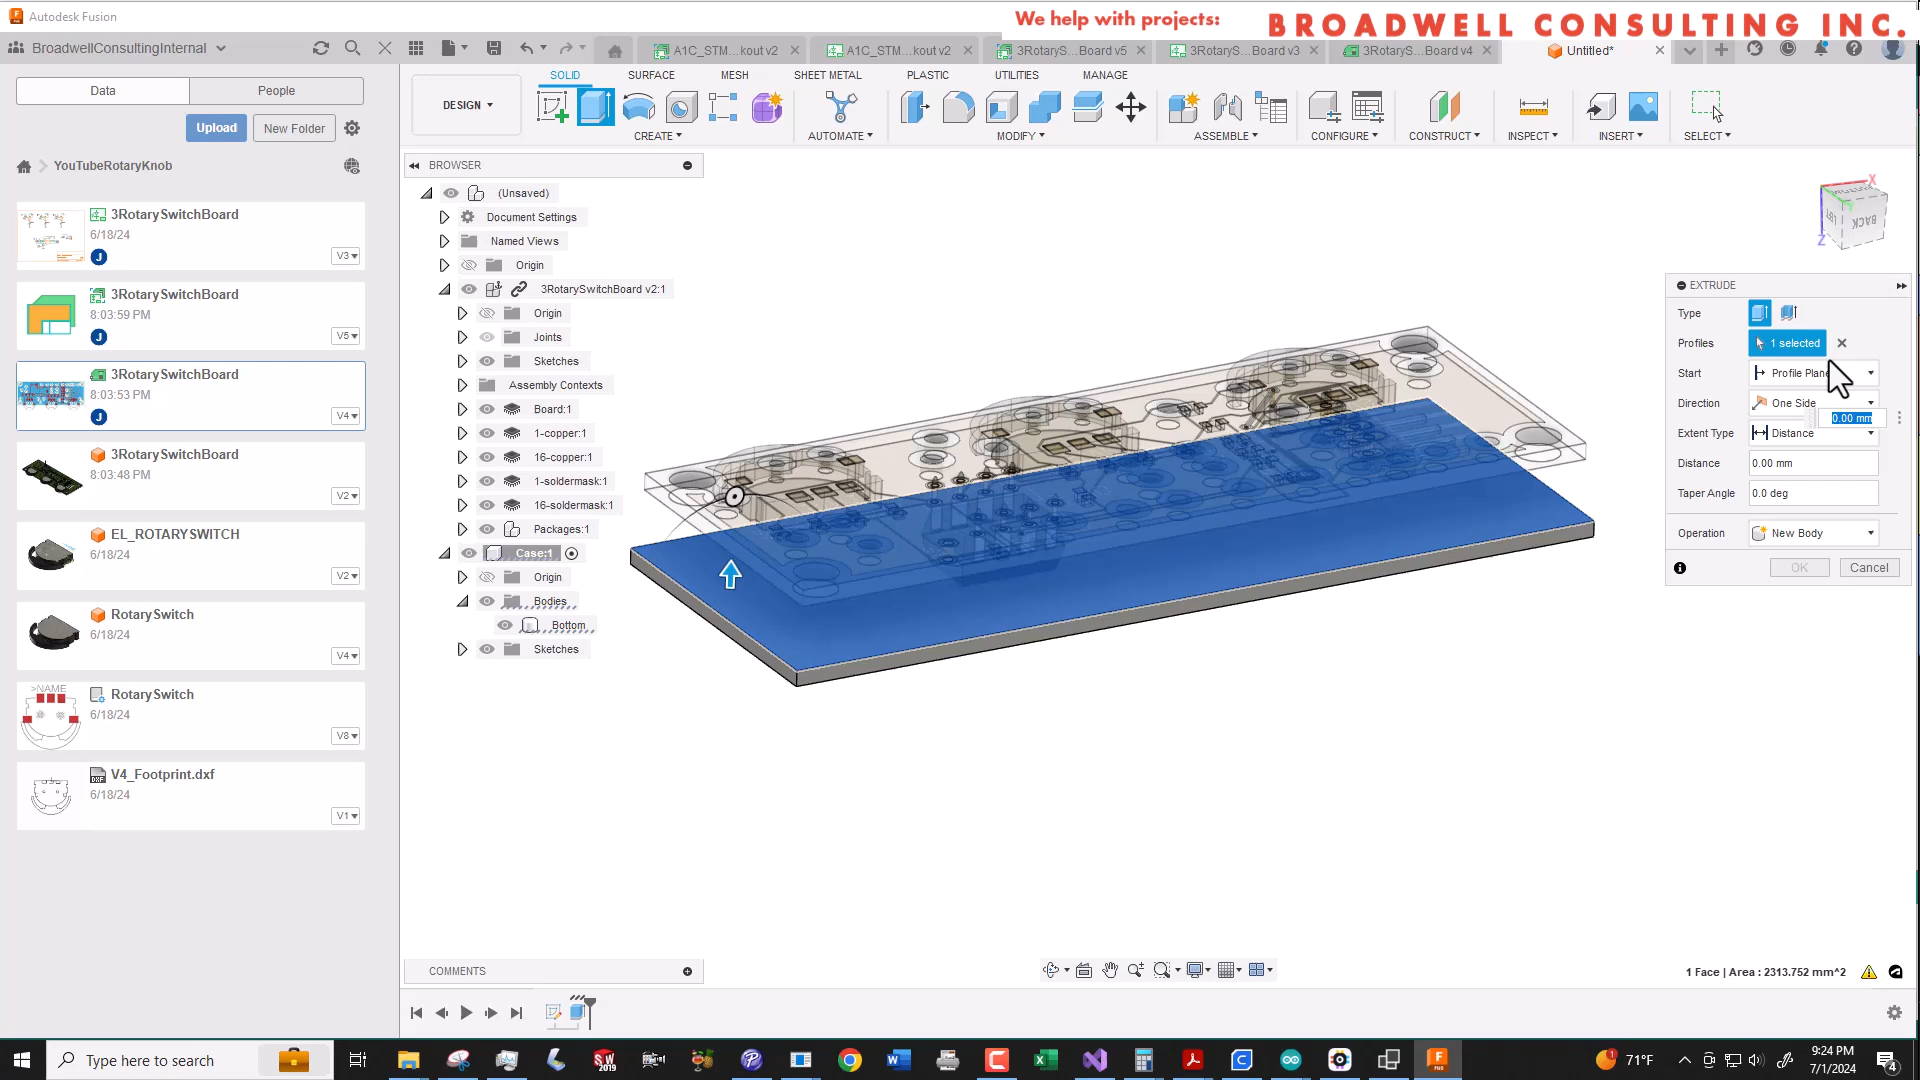 Autodesk Fusion
We help with projects:
BROADWELL CONSULTING INC.
BroadwellConsultingInternal
A1C_STM...kout v2
A1C_STM...kout v2
3RotaryS...Board v5
3RotaryS...Board v3
3RotaryS...Board v4
Untitled*
Data
People
Upload
New Folder
YouTubeRotaryKnob
3RotarySwitchBoard
6/18/24
J
V3
3RotarySwitchBoard
8:03:59 PM
J
V5
3RotarySwitchBoard
8:03:53 PM
J
V4
3RotarySwitchBoard
8:03:48 PM
V2
EL_ROTARYSWITCH
6/18/24
V2
RotarySwitch
6/18/24
V4
>NAME
RotarySwitch
6/18/24
V8
V4_Footprint.dxf
6/18/24
V1
DESIGN
SOLID
SURFACE
MESH
SHEET METAL
PLASTIC
UTILITIES
MANAGE
CREATE
AUTOMATE
MODIFY
ASSEMBLE
CONFIGURE
CONSTRUCT
INSPECT
INSERT
SELECT
BROWSER
(Unsaved)
Document Settings
Named Views
Origin
3RotarySwitchBoard v2:1
Origin
Joints
Sketches
Assembly Contexts
Board:1
1-copper:1
16-copper:1
1-soldermask:1
16-soldermask:1
Packages:1
Case:1
Origin
Bodies
Bottom
Sketches
X
Z
BACK
LEFT
EXTRUDE
Type
Profiles
1 selected
Start
Profile Plane
Direction
One Side
0.00 mm
Extent Type
Distance
Distance
0.00 mm
Taper Angle
0.0 deg
Operation
New Body
OK
Cancel
COMMENTS
1 Face | Area : 2313.752 mm^2
Type here to search
SW
2019
FUS
71°F
9:24 PM
7/1/2024
4